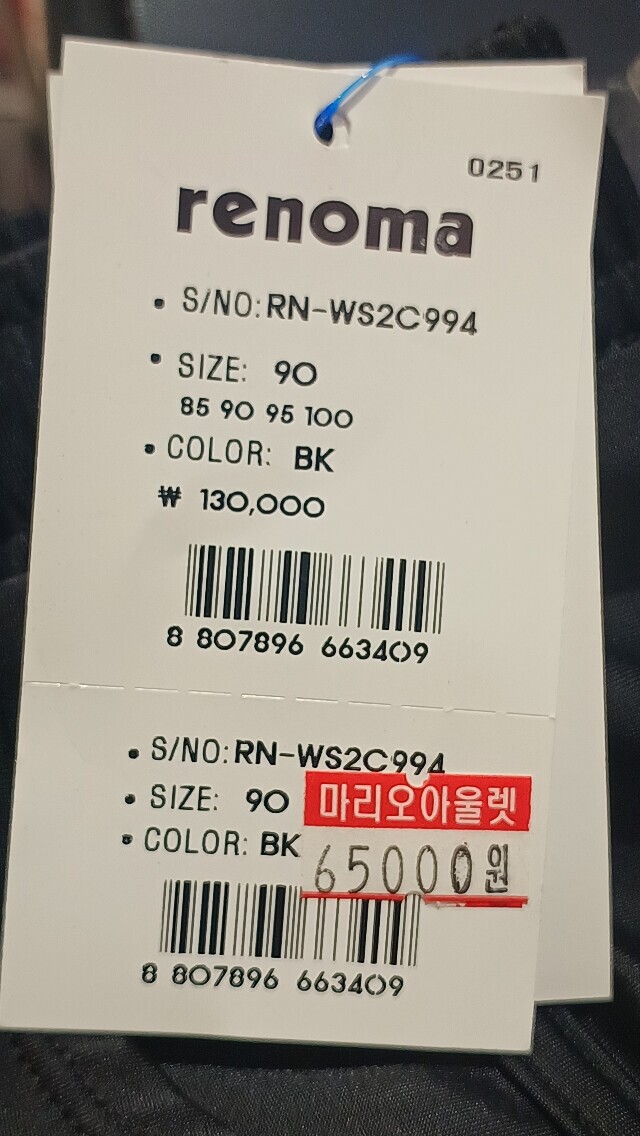 0251
renoma
• S/NO: RN-WS2C994
• SIZE: 90
85 90 95 100
• COLOR: BK
₩ 130,000
8 807896 663409
• S/NO: RN-WS2C994
• SIZE: 90
마리오아울렛
• COLOR: BK
65000원
8 807896 663409